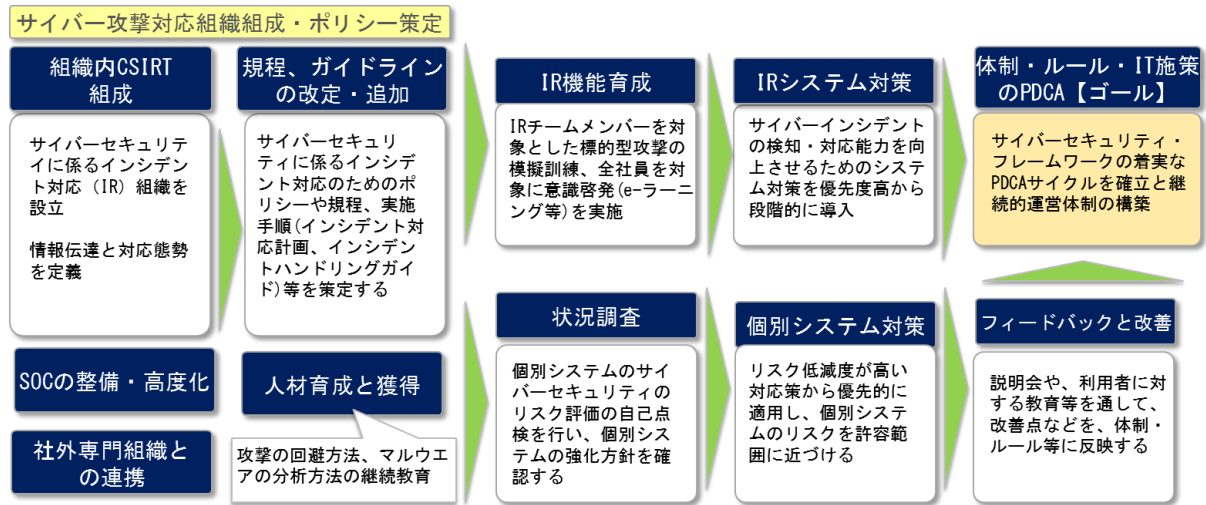 サイバー攻撃対応組織組成・ポリシー策定
組織内CSIRT
組成
サイバーセキュリ
テイに係るインシデ
ント対応（IR）組織を
設立
情報伝達と対応態勢
を定義
規程、ガイドライン
の改定・追加
サイバーセキュリ
ティに係るインシデ
ント対応のためのポ
リシーや規程、実施
手順(インシデント対
応計画、インシデン
トハンドリングガイ
ド)等を策定する
IR機能育成
IRチームメンバーを対
象とした標的型攻撃の
模擬訓練、全社員を対
象に意識啓発(e-ラーニ
ング等)を実施
IRシステム対策
サイバーインシデント
の検知・対応能力を向
上させるためのシステ
ム対策を優先度高から
段階的に導入
体制・ルール・IT施策
のPDCA【ゴール】
サイバーセキュリティ・
フレームワークの着実な
PDCAサイクルを確立と継
続的運営体制の構築
SOCの整備・高度化
社外専門組織と
の連携
人材育成と獲得
攻撃の回避方法、マルウエ
アの分析方法の継続教育
状況調査
個別システムのサイ
バーセキュリティの
リスク評価の自己点
検を行い、個別シス
テムの強化方針を確
認する
個別システム対策
リスク低減度が高い
対応策から優先的に
適用し、個別システ
ムのリスクを許容範
囲に近づける
フィードバックと改善
説明会や、利用者に対
する教育等を通して、
改善点などを、体制・
ルール等に反映する